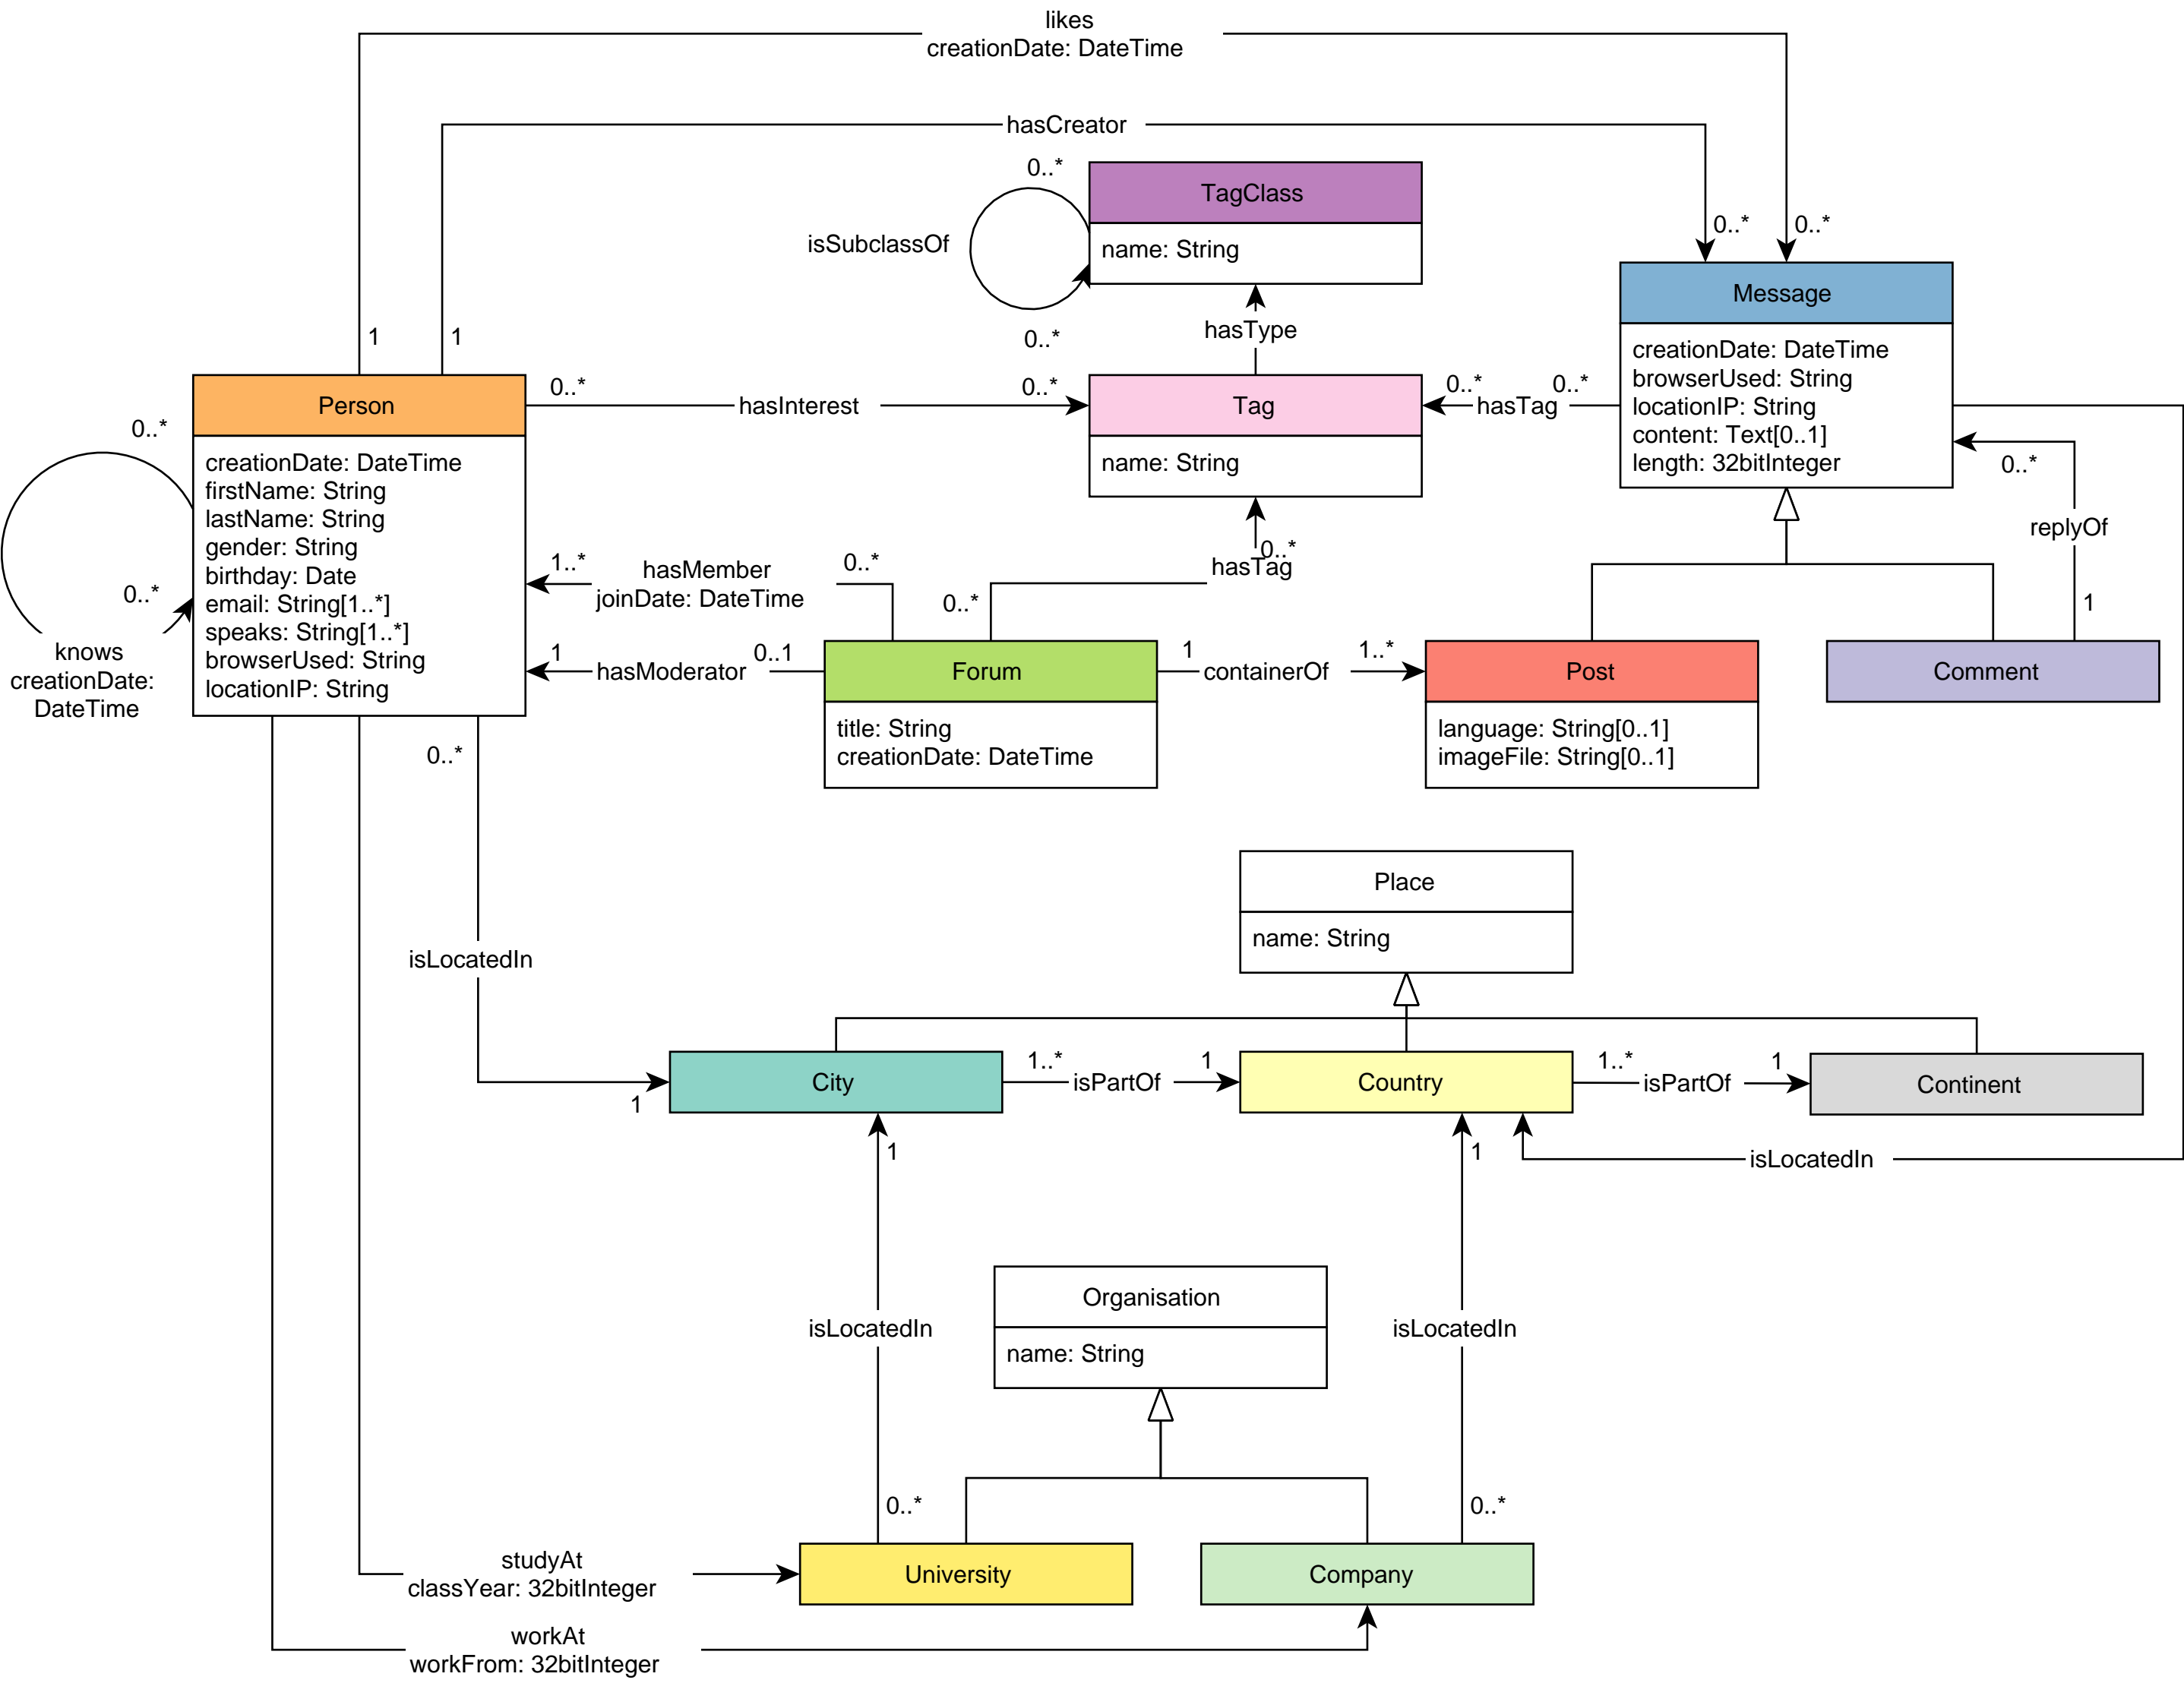 likes
creationDate: DateTime
hasCreator
0..*
TagClass
isSubclassOf
name: String
0..*
0..*
Message
1
1
0..*
hasType
creationDate: DateTime
browserUsed: String
locationIP: String
content: Text[0..1]
length: 32bitInteger
Person
0..*
hasInterest
0..*
Tag
0..*
hasTag
0..*
0..*
creationDate: DateTime
firstName: String
lastName: String
gender: String
birthday: Date
email: String[1..*]
speaks: String[1..*]
browserUsed: String
locationIP: String
name: String
0..*
replyOf
1
0..*
knows
creationDate:
DateTime
1..*
hasMember
joinDate: DateTime
0..*
0..*
hasTag
0..*
1
hasModerator
0..1
Forum
1
containerOf
1..*
Post
Comment
title: String
creationDate: DateTime
language: String[0..1]
imageFile: String[0..1]
0..*
Place
name: String
isLocatedIn
1
City
1..*
isPartOf
1
Country
1..*
isPartOf
1
Continent
1
1
isLocatedIn
Organisation
name: String
isLocatedIn
isLocatedIn
0..*
0..*
studyAt
classYear: 32bitInteger
University
Company
workAt
workFrom: 32bitInteger